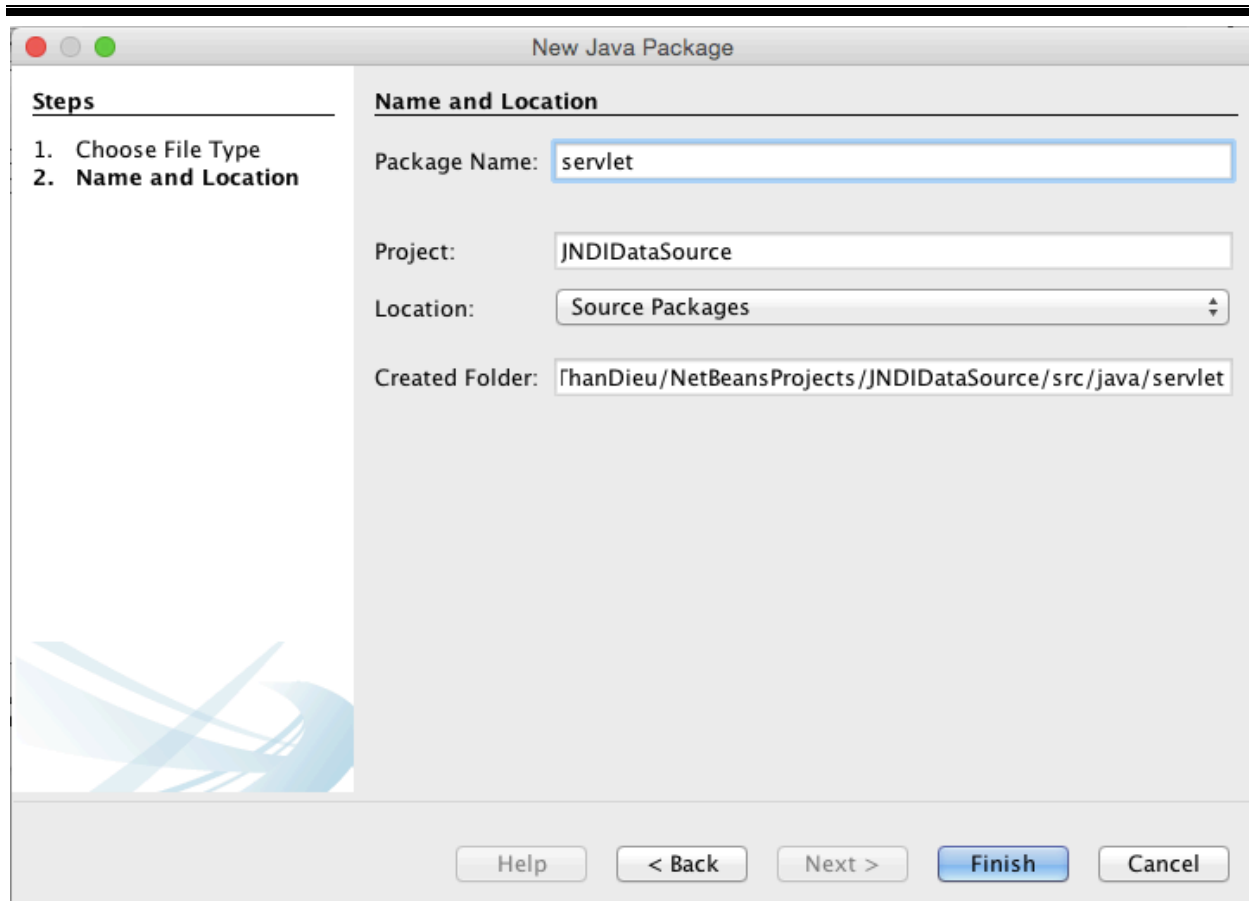 New Java Package
Steps
1. Choose File Type
2. Name and Location
Name and Location
Package Name: servlet
Project: JNDIDataSource
Location: Source Packages
Created Folder: ThanDieu/NetBeansProjects/JNDIDataSource/src/java/servlet
Help < Back Next > Finish Cancel